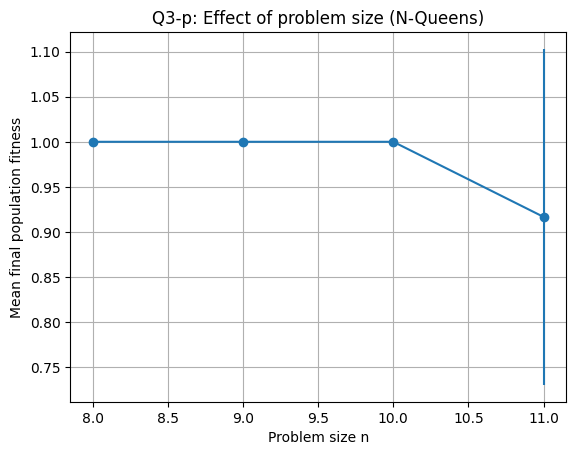 Q3-p: Effect of problem size (N-Queens)
Mean final population fitness
1.10
1.05
1.00
0.95
0.90
0.85
0.80
0.75
8.0 8.5 9.0 9.5 10.0 10.5 11.0
Problem size n